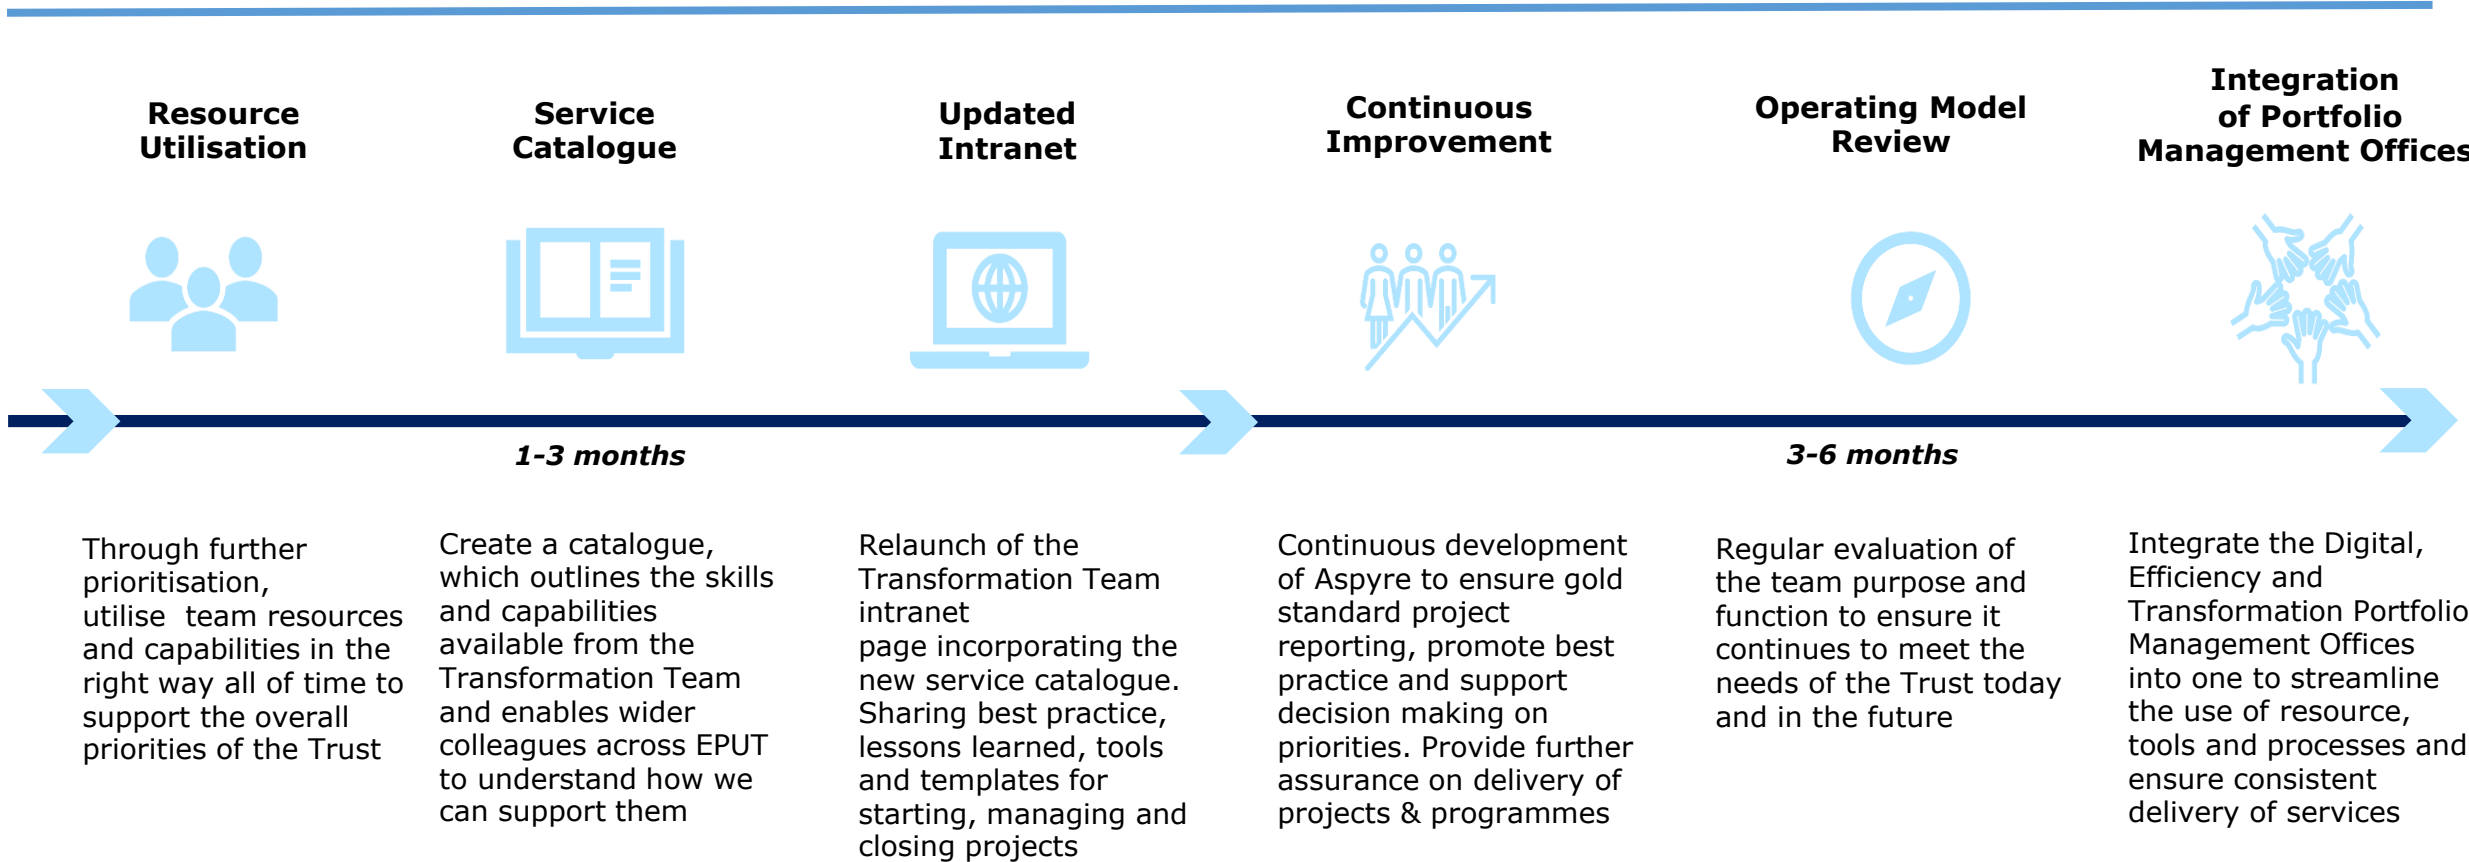 Resource
Utilisation
Service
Catalogue
Updated
Intranet
Continuous
Improvement
Operating Model
Review
Integration
of Portfolio
Management Offices
1-3 months
3-6 months
Through further
prioritisation,
utilise  team resources
and capabilities in the
right way all of time to
support the overall
priorities of the Trust
Create a catalogue,
which outlines the skills
and capabilities
available from the
Transformation Team
and enables wider
colleagues across EPUT
to understand how we
can support them
Relaunch of the
Transformation Team
intranet
page incorporating the
new service catalogue.
Sharing best practice,
lessons learned, tools
and templates for
starting, managing and
closing projects
Continuous development
of Aspyre to ensure gold
standard project
reporting, promote best
practice and support
decision making on
priorities. Provide further
assurance on delivery of
projects & programmes
Regular evaluation of
the team purpose and
function to ensure it
continues to meet the
needs of the Trust today
and in the future
Integrate the Digital,
Efficiency and
Transformation Portfolio
Management Offices
into one to streamline
the use of resource,
tools and processes and
ensure consistent
delivery of services